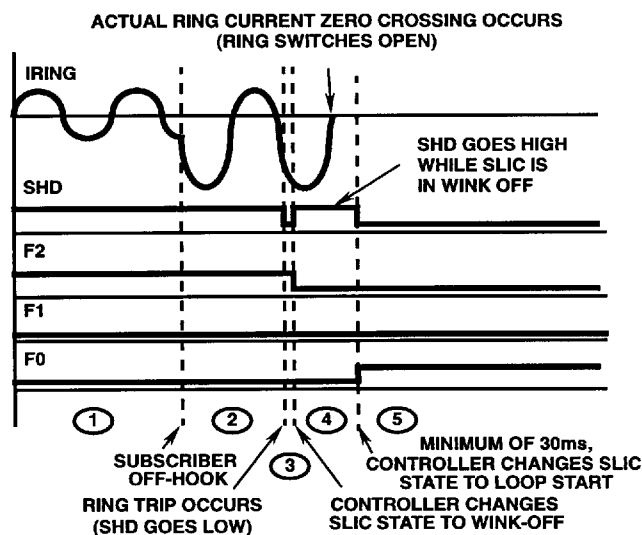 ACTUAL RING CURRENT ZERO CROSSING OCCURS
(RING SWITCHES OPEN)
IRING
SHD GOES HIGH
WHILE SLIC IS
IN WINK OFF
SHD
F2
F1
F0
1
2
3
4
5
SUBSCRIBER
OFF-HOOK
RING TRIP OCCURS
(SHD GOES LOW)
CONTROLLER CHANGES
SLIC STATE TO WINK-OFF
MINIMUM OF 30ms,
CONTROLLER CHANGES SLIC
STATE TO LOOP START